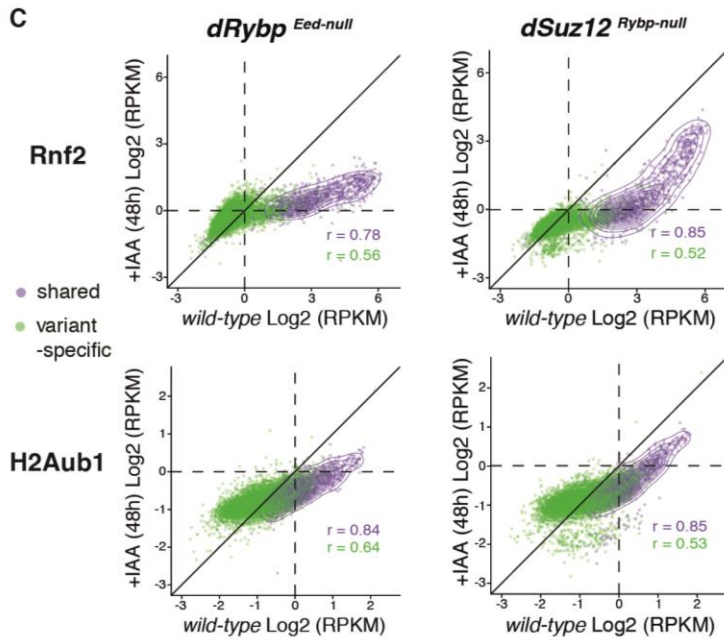 C
dRybp Eed-null
dSuz12 Rybp-null
Rnf2
+IAA (48h) Log2 (RPKM)
6
3
0
-3
r = 0.78
r = 0.56
-3 0 3 6
wild-type Log2 (RPKM)
+IAA (48h) Log2 (RPKM)
6
3
0
-3
r = 0.85
r = 0.52
-3 0 3 6
wild-type Log2 (RPKM)
shared
variant
-specific
H2Aub1
+IAA (48h) Log2 (RPKM)
2
1
0
-1
-2
-3
r = 0.84
r = 0.64
-3 -2 -1 0 1 2
wild-type Log2 (RPKM)
+IAA (48h) Log2 (RPKM)
2
1
0
-1
-2
-3
r = 0.85
r = 0.53
-3 -2 -1 0 1 2
wild-type Log2 (RPKM)